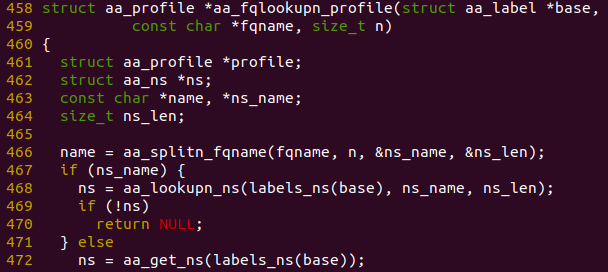 458 struct aa_profile *aa_fqlookupn_profile(struct aa_label *base,
459           const char *fqname, size_t n)
460 {
461   struct aa_profile *profile;
462   struct aa_ns *ns;
463   const char *name, *ns_name;
464   size_t ns_len;
465
466   name = aa_splitn_fqname(fqname, n, &ns_name, &ns_len);
467   if (ns_name) {
468     ns = aa_lookupn_ns(labels_ns(base), ns_name, ns_len);
469     if (!ns)
470       return NULL;
471   } else
472     ns = aa_get_ns(labels_ns(base));